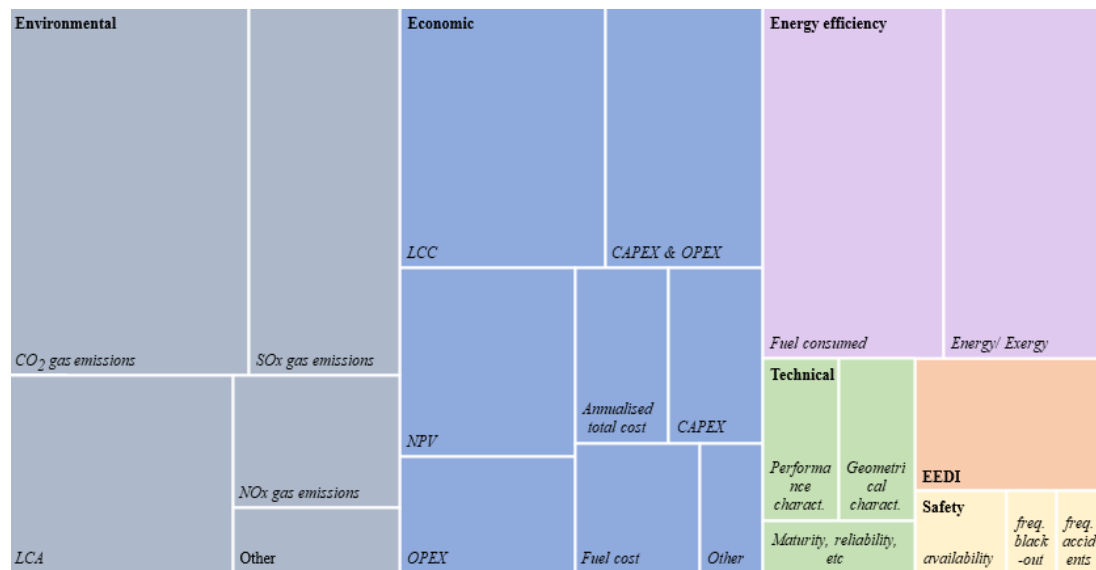 Environmental
CO2 gas emissions
SOx gas emissions
LCA
NOx gas emissions
Other
Economic
LCC
CAPEX & OPEX
NPV
Annualised
total cost
CAPEX
OPEX
Fuel cost
Other
Energy efficiency
Fuel consumed
Energy/ Exergy
Technical
Performa
nce
charact.
Geometri
cal
charact.
Maturity, reliability,
etc
EEDI
Safety
availability
freq.
black
-out
freq.
accid
ents